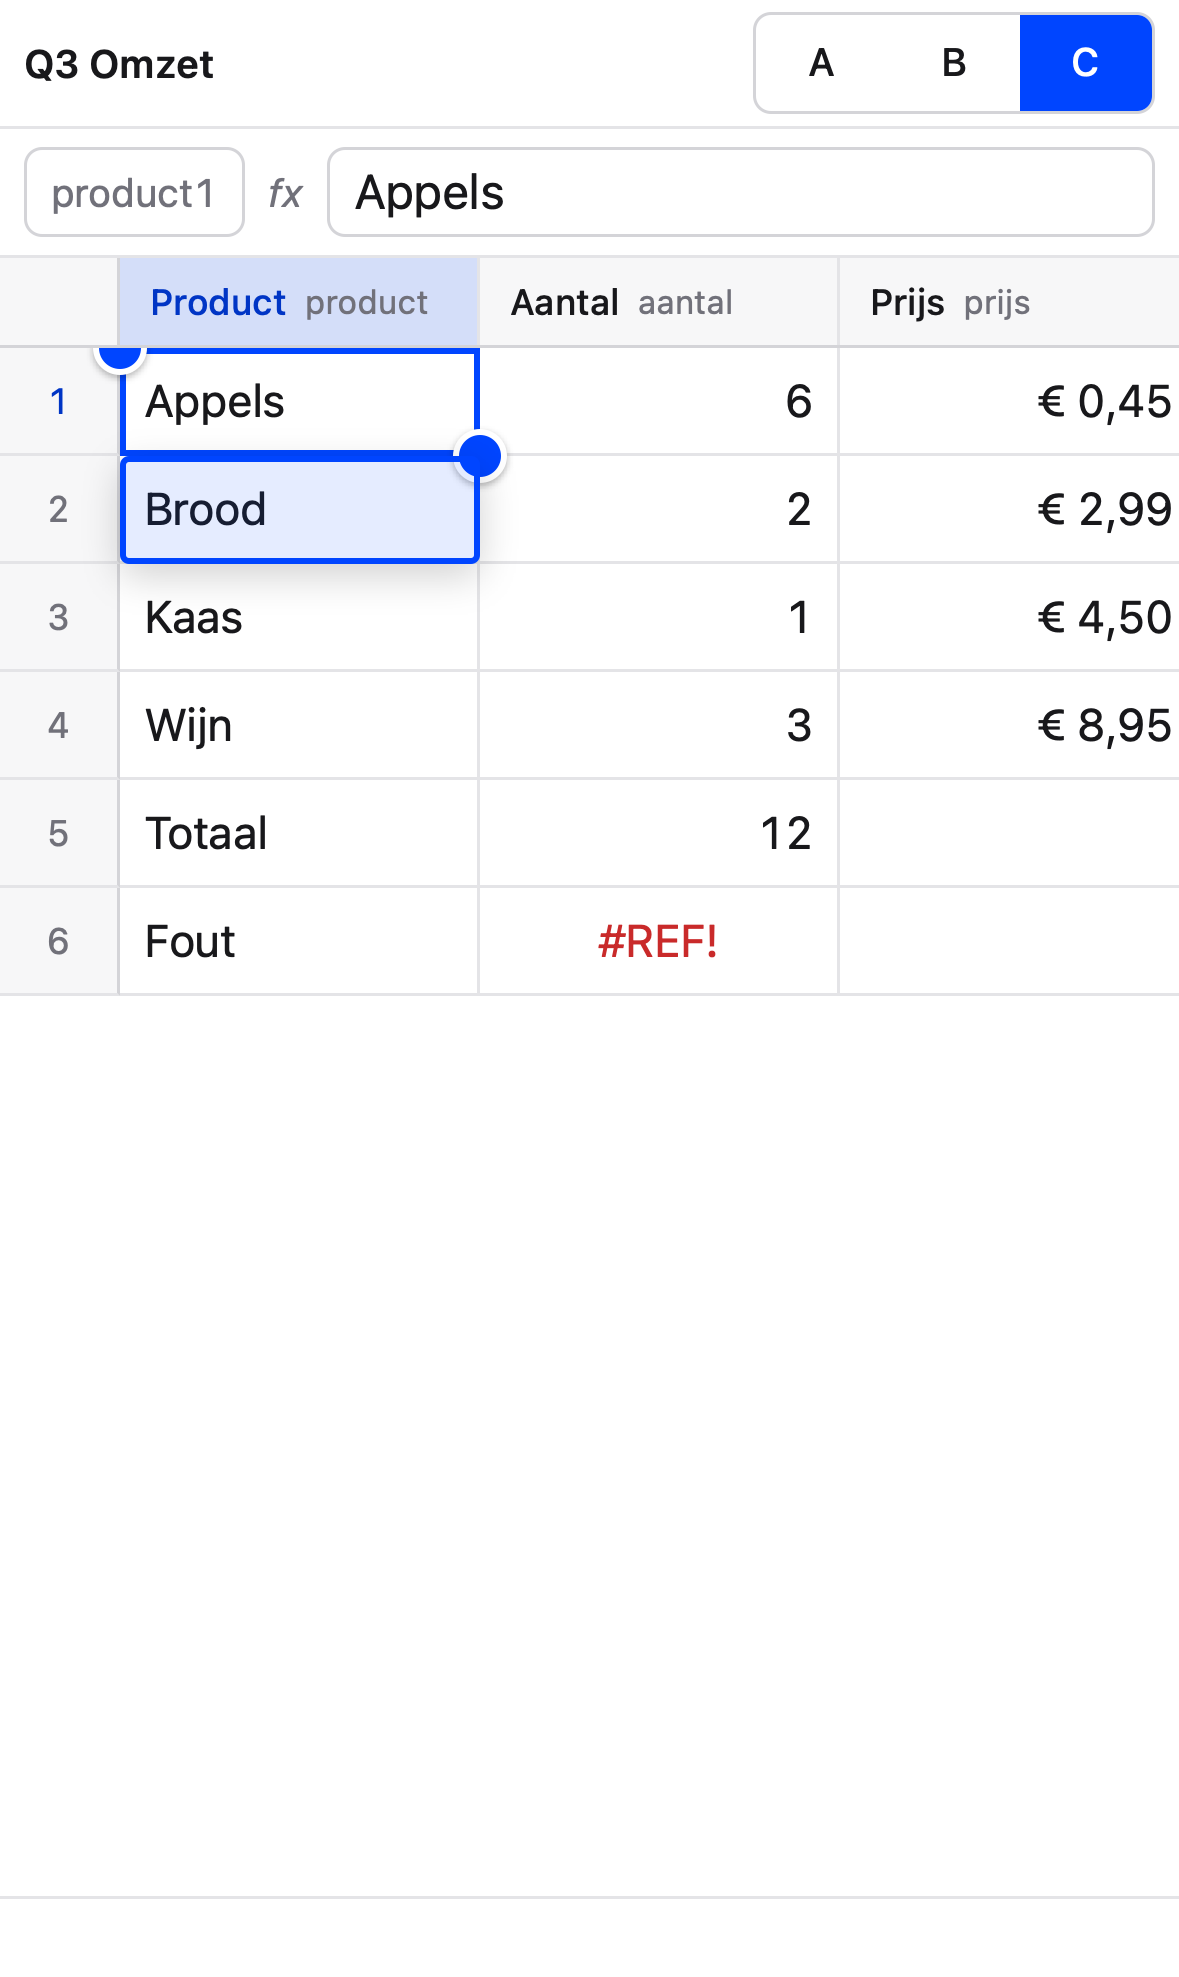 Q3 Omzet A B C
product1 fx Appels
Product product Aantal aantal Prijs prijs
1 Appels 6 € 0,45
2 Brood 2 € 2,99
3 Kaas 1 € 4,50
4 Wijn 3 € 8,95
5 Totaal 12
6 Fout #REF!